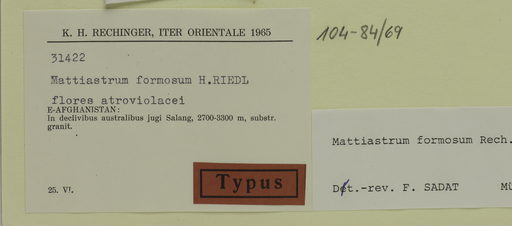 K. H. RECHINGER, ITER ORIENTALE 1965
31422
Mattiastrum formosum H.RIEDL
flores atroviolacei
E-AFGHANISTAN:
In declivibus australibus jugi Salang, 2700-3300 m, substr.
granit.
25. VI.
Typus
104-84/69
Mattiastrum formosum Rech.
Det.-rev. F. SADAT MÜ